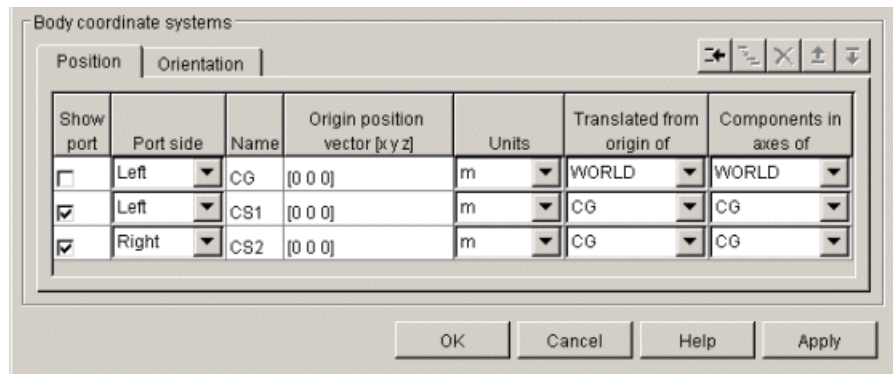 Body coordinate systems
Position Orientation
Show port Port side Name Origin position vector [x y z] Units Translated from origin of Components in axes of
Left CG [0 0 0] m WORLD WORLD
Left CS1 [0 0 0] m CG CG
Right CS2 [0 0 0] m CG CG
OK Cancel Help Apply